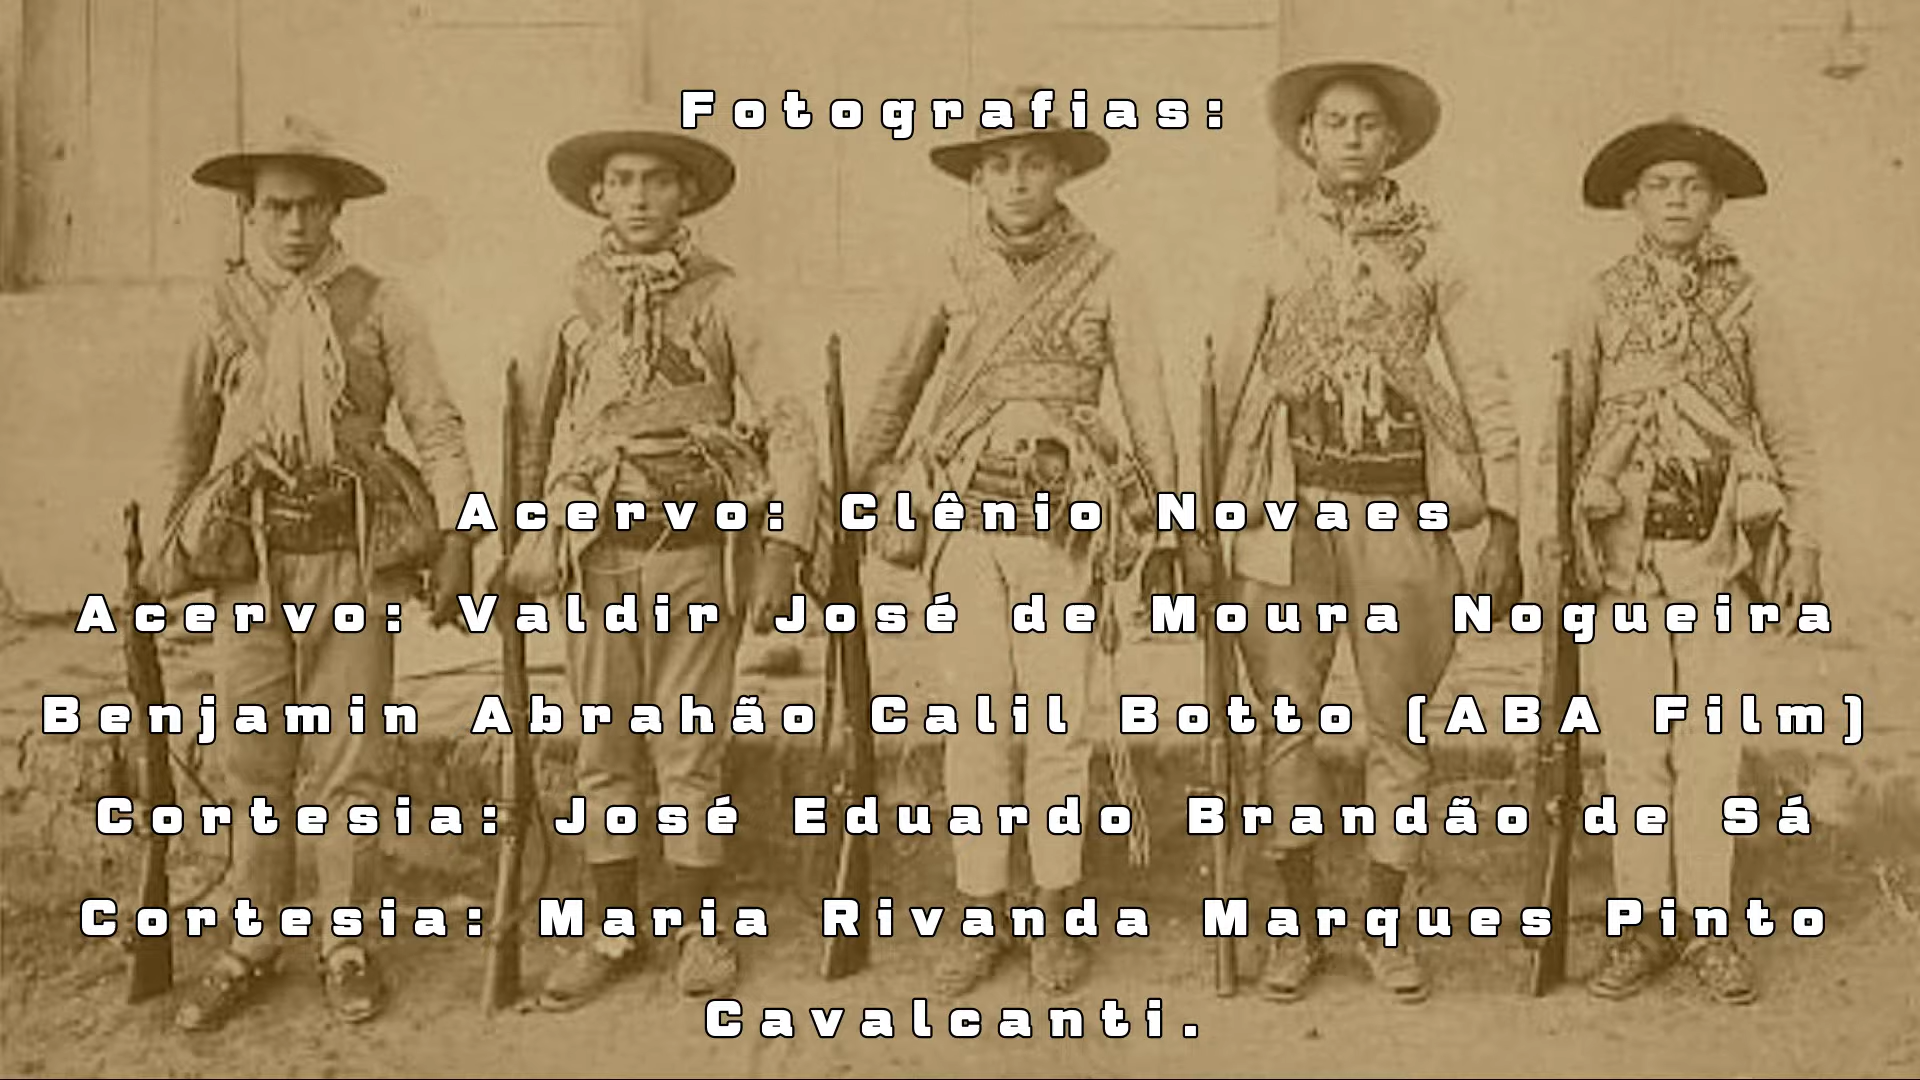 Fotografias:
Acervo: Clênio Novaes
Acervo: Valdir José de Moura Nogueira
Benjamin Abrahão Calil Botto (ABA Film)
Cortesia: José Eduardo Brandão de Sá
Cortesia: Maria Rivanda Marques Pinto
Cavalcanti.